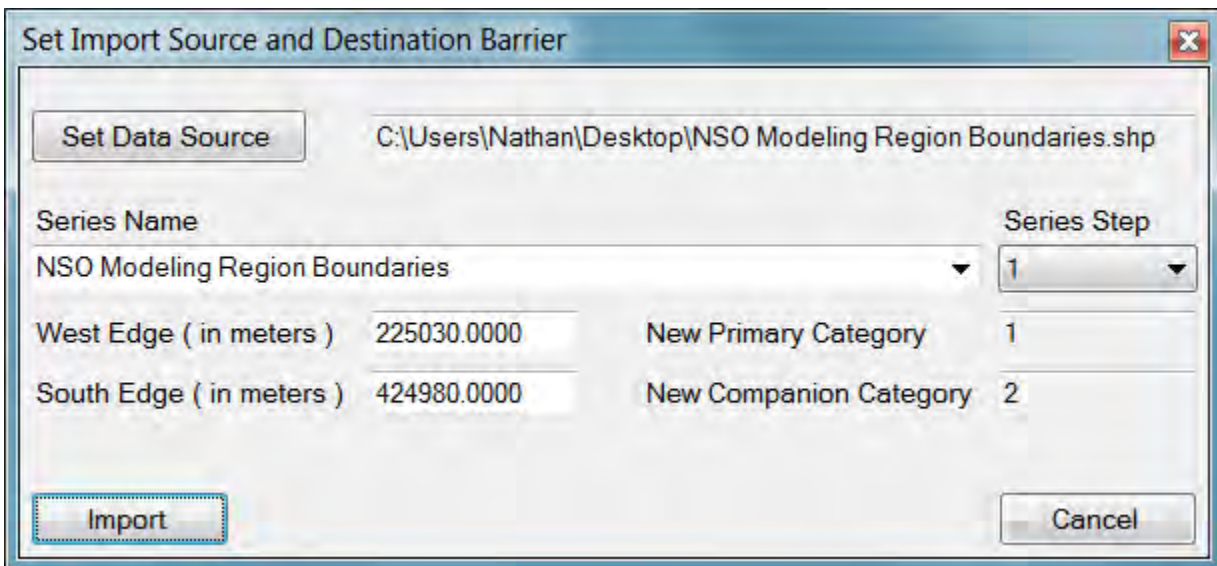 Set Import Source and Destination Barrier
Set Data Source C:\Users\Nathan\Desktop\NSO Modeling Region Boundaries.shp
Series Name Series Step
NSO Modeling Region Boundaries 1
West Edge ( in meters ) 225030.0000 New Primary Category 1
South Edge ( in meters ) 424980.0000 New Companion Category 2
Import Cancel